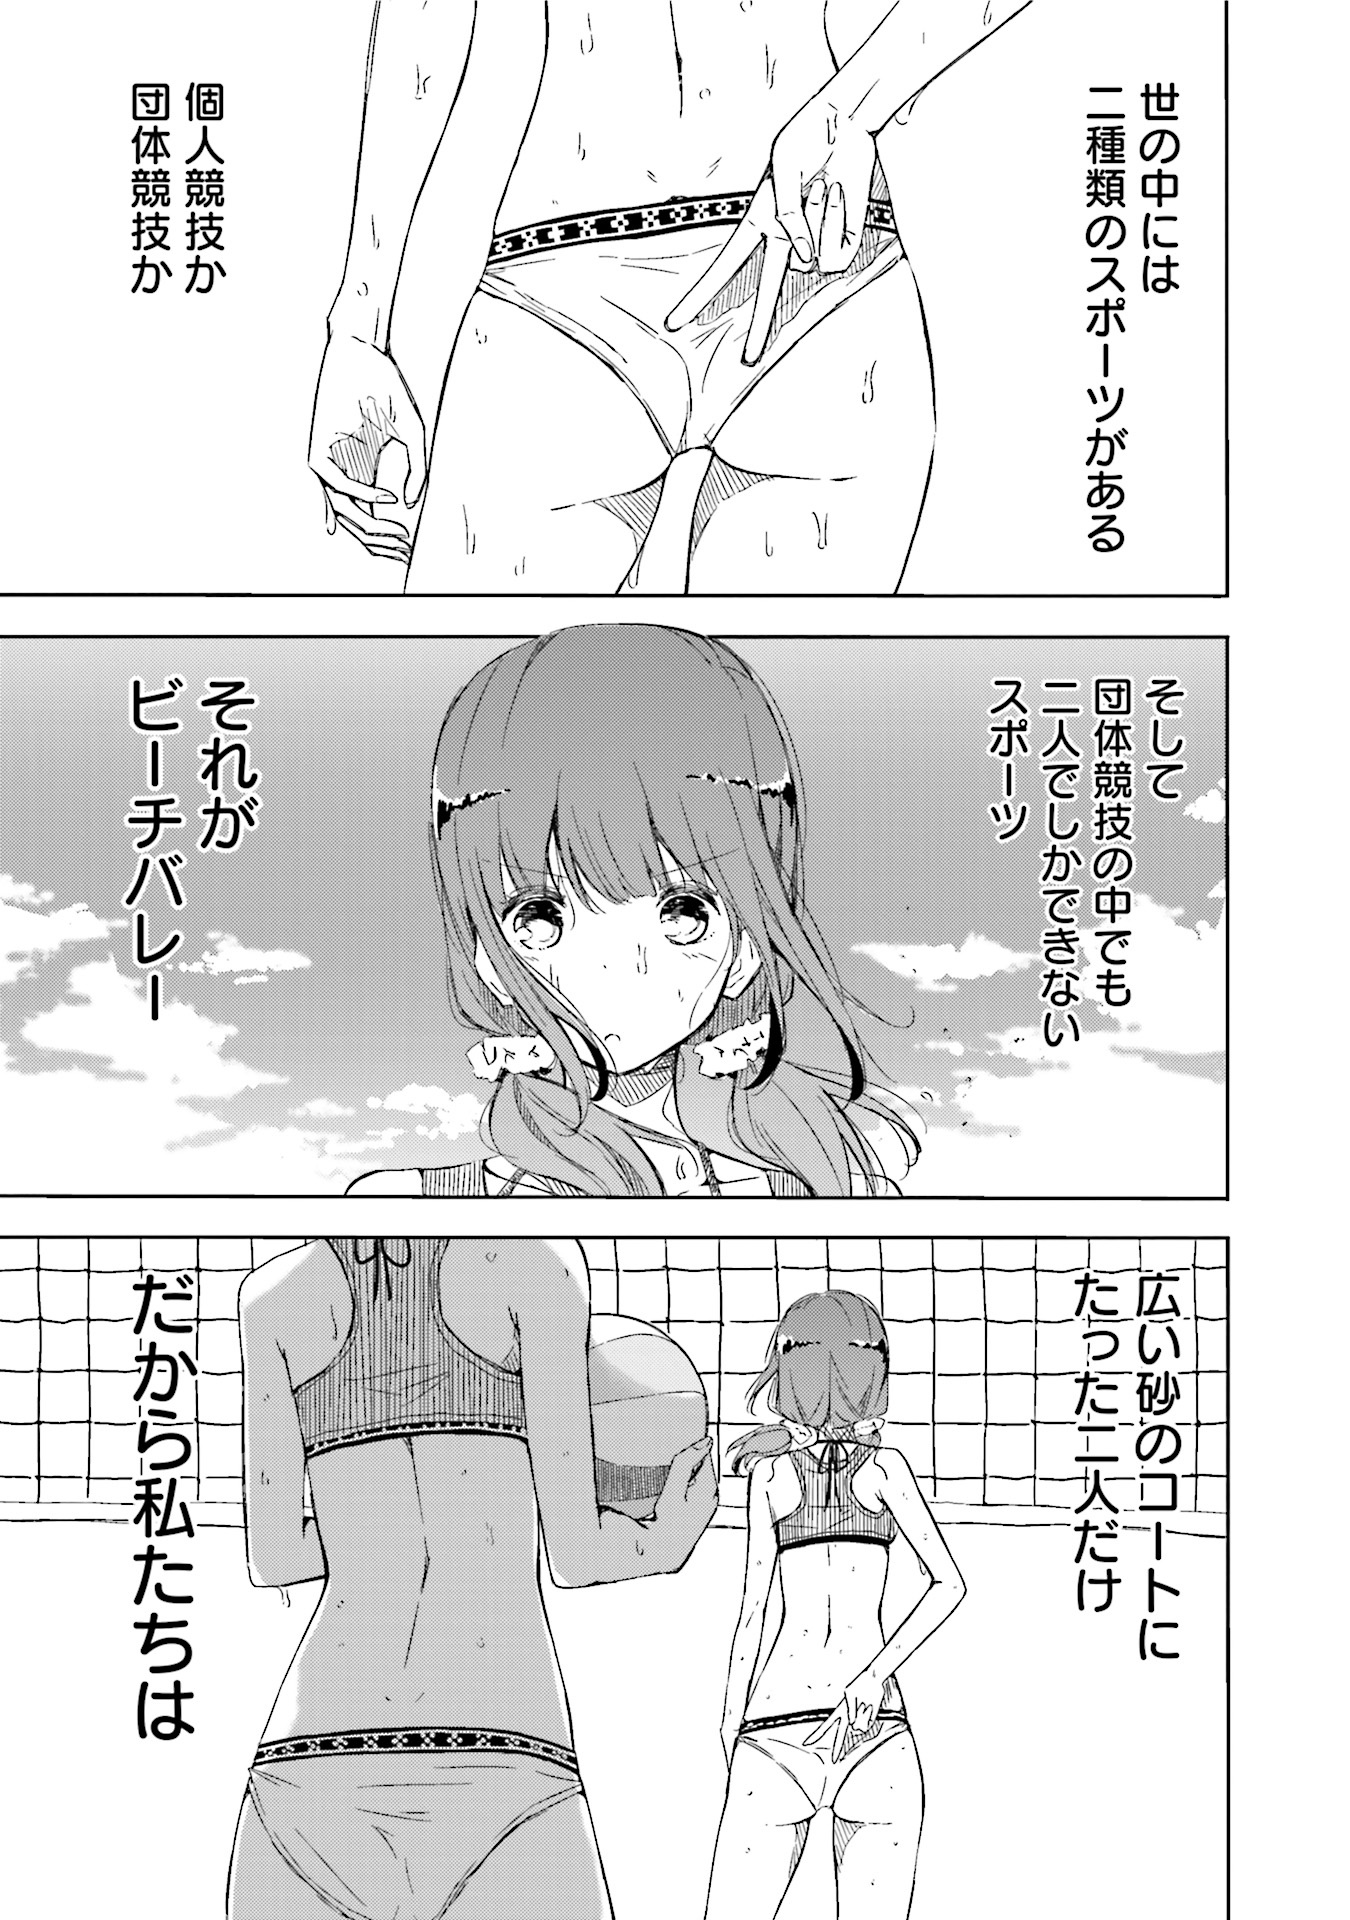 世の中には
二種類のスポーツがある
個人競技か
団体競技か
そして
団体競技の中でも
二人でしかできない
スポーツ
それが
ビーチバレー
広い砂のコートに
たった二人だけ
だから私たちは